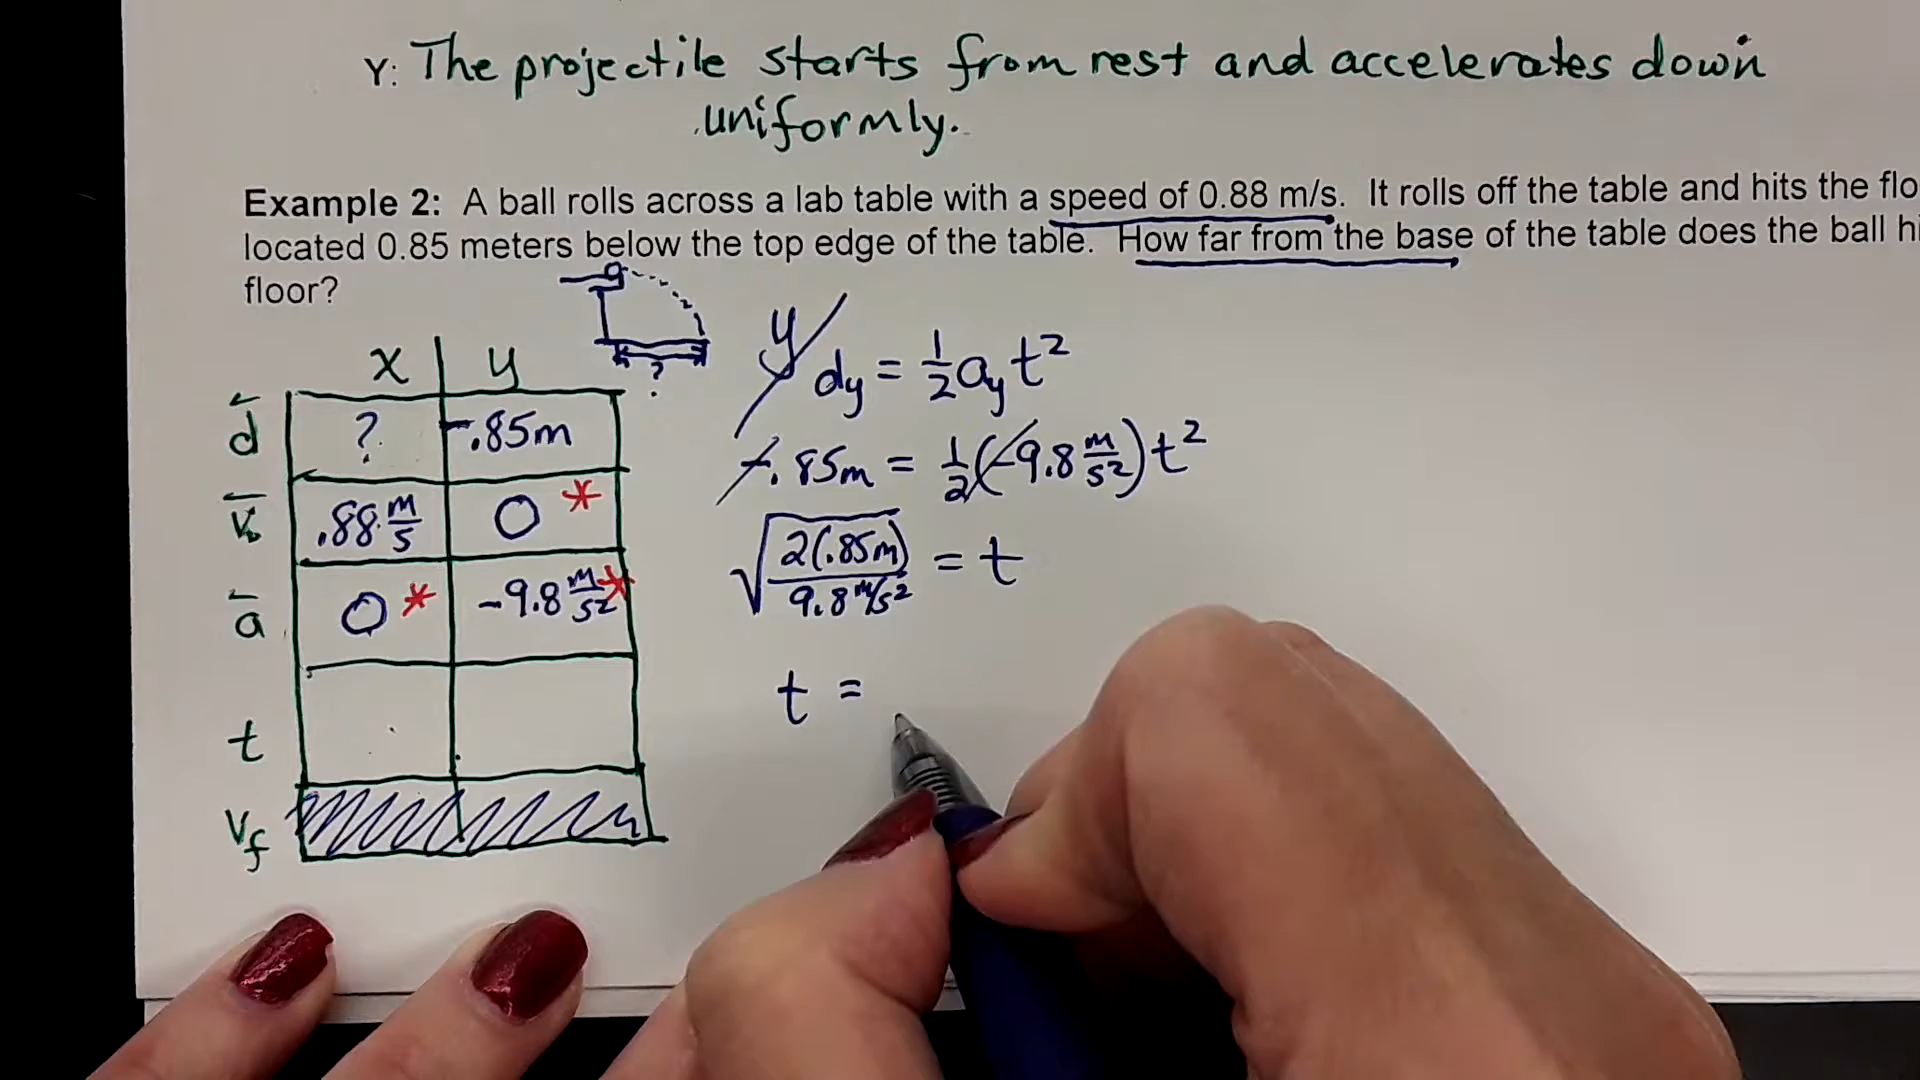 Y: The projectile starts from rest and accelerates down
uniformly.
Example 2: A ball rolls across a lab table with a speed of 0.88 m/s. It rolls off the table and hits the flo
located 0.85 meters below the top edge of the table. How far from the base of the table does the ball hi
floor?
?
x y
d ? -.85m
v₀ .88 m/s 0 *
a 0 * -9.8 m/s² *
t
Vf
y
dy = 1/2 ay t²
-.85m = 1/2 (-9.8 m/s²) t²
√(2(.85m)/9.8 m/s²) = t
t =